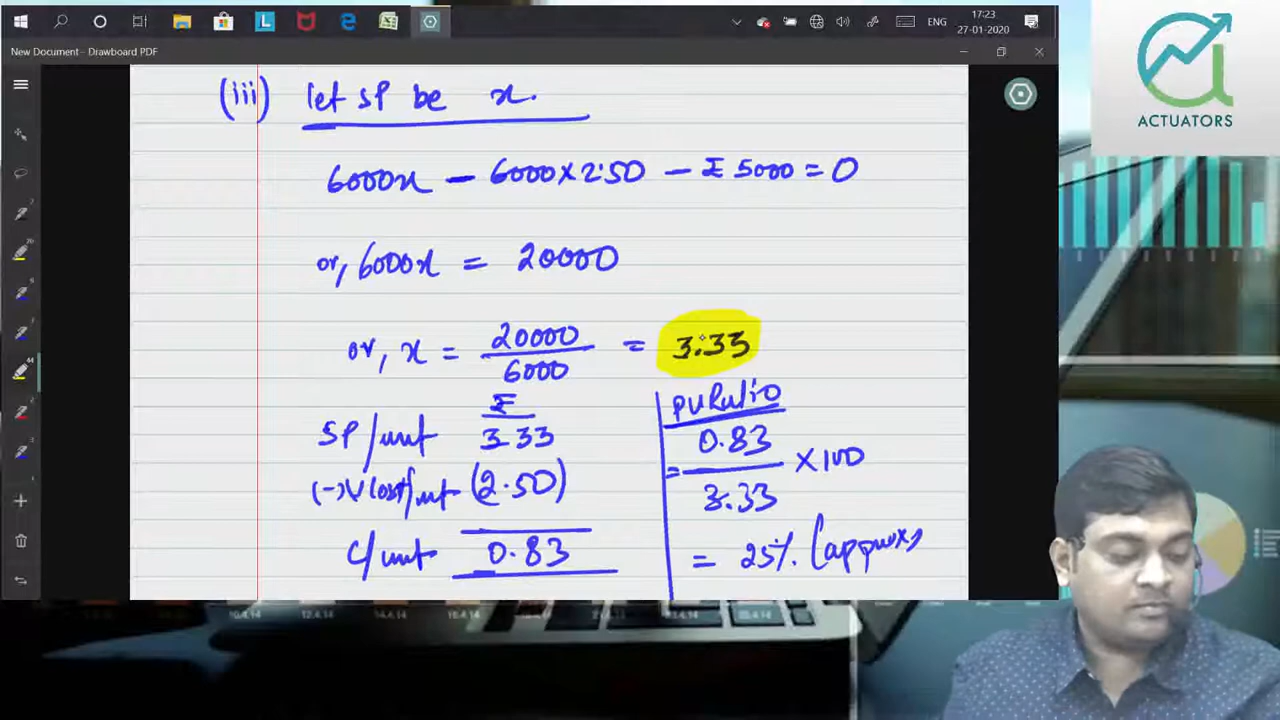 17:23
ENG
27-01-2020
New Document - Drawboard PDF
ACTUATORS
(iii) let SP be x.
6000x - 6000×2.50 - ₹ 5000 = 0
or, 6000x = 20000
or, x = 20000/6000 = 3.33
₹
SP/unit 3.33
(-) V Cost/unit (2.50)
C/unit 0.83
PV Ratio
= 0.83/3.33 × 100
= 25%. (approx)